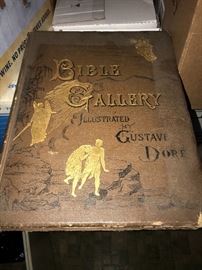 BIBLE
GALLERY
ILLUSTRATED
BY
GUSTAVE
DORÉ